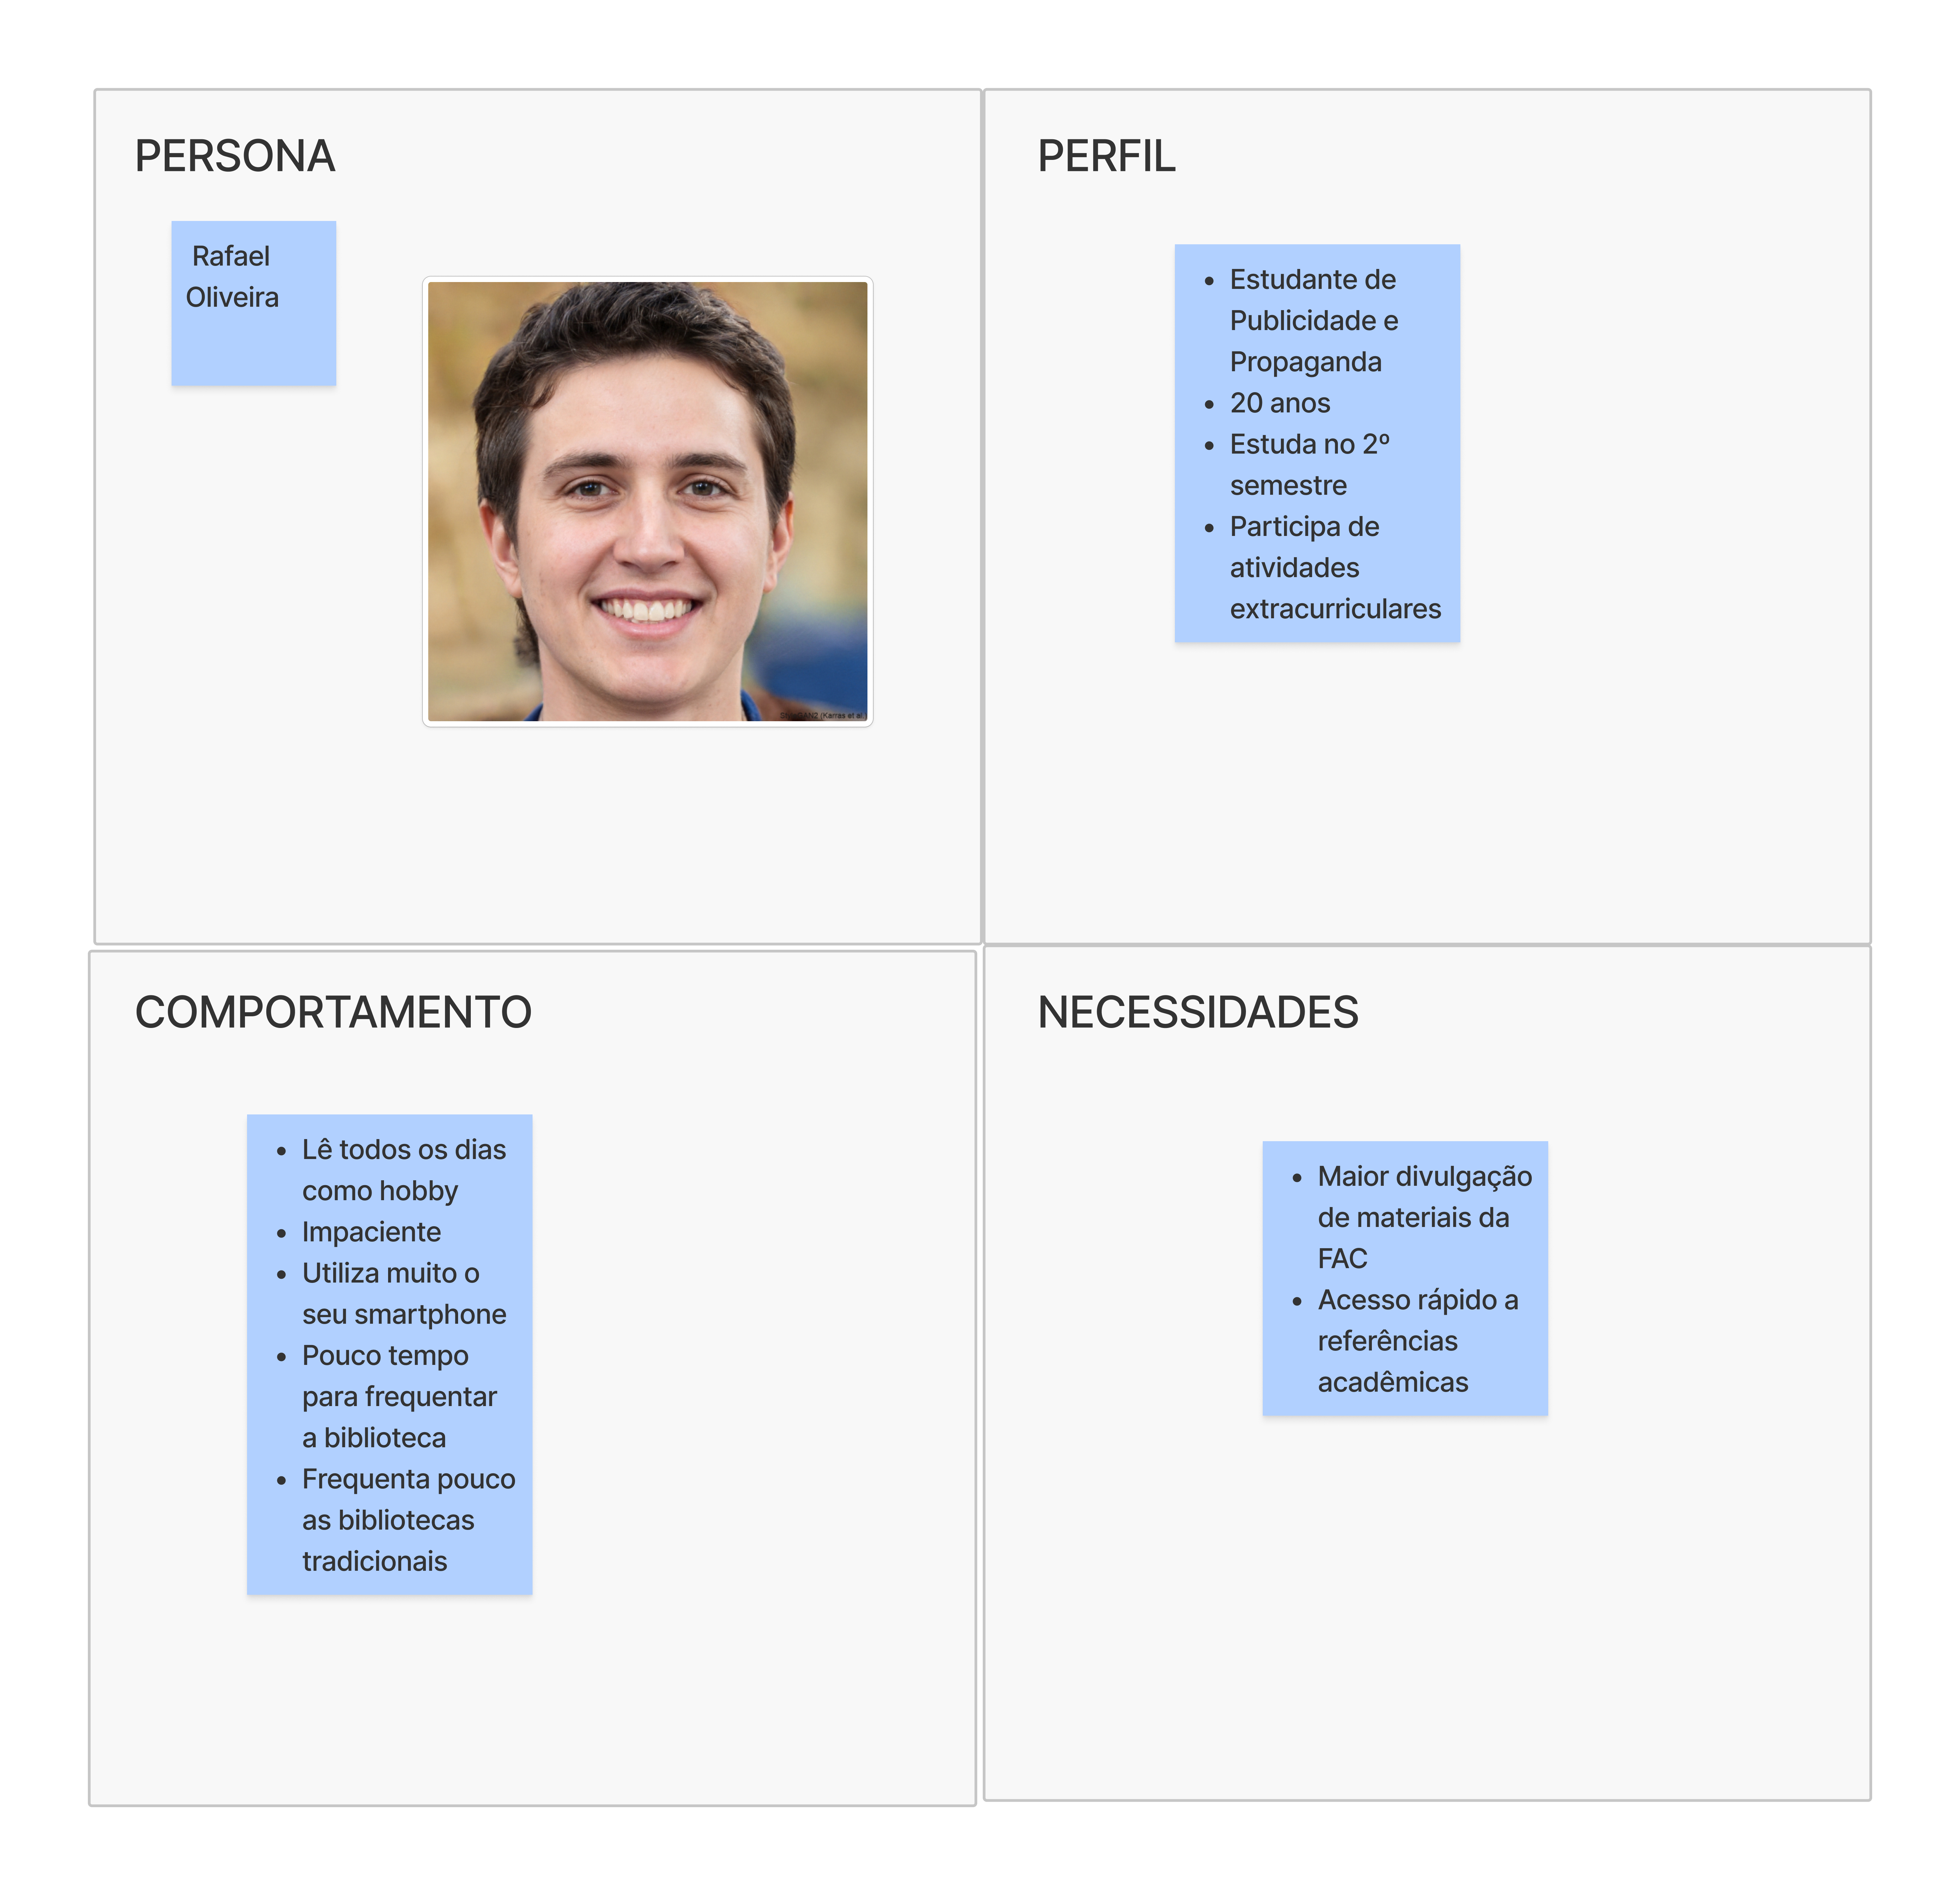 PERSONA
Rafael
Oliveira
StyleGAN2 (Karras et al.
PERFIL
• Estudante de
Publicidade e
Propaganda
• 20 anos
• Estuda no 2º
semestre
• Participa de
atividades
extracurriculares
COMPORTAMENTO
• Lê todos os dias
como hobby
• Impaciente
• Utiliza muito o
seu smartphone
• Pouco tempo
para frequentar
a biblioteca
• Frequenta pouco
as bibliotecas
tradicionais
NECESSIDADES
• Maior divulgação
de materiais da
FAC
• Acesso rápido a
referências
acadêmicas